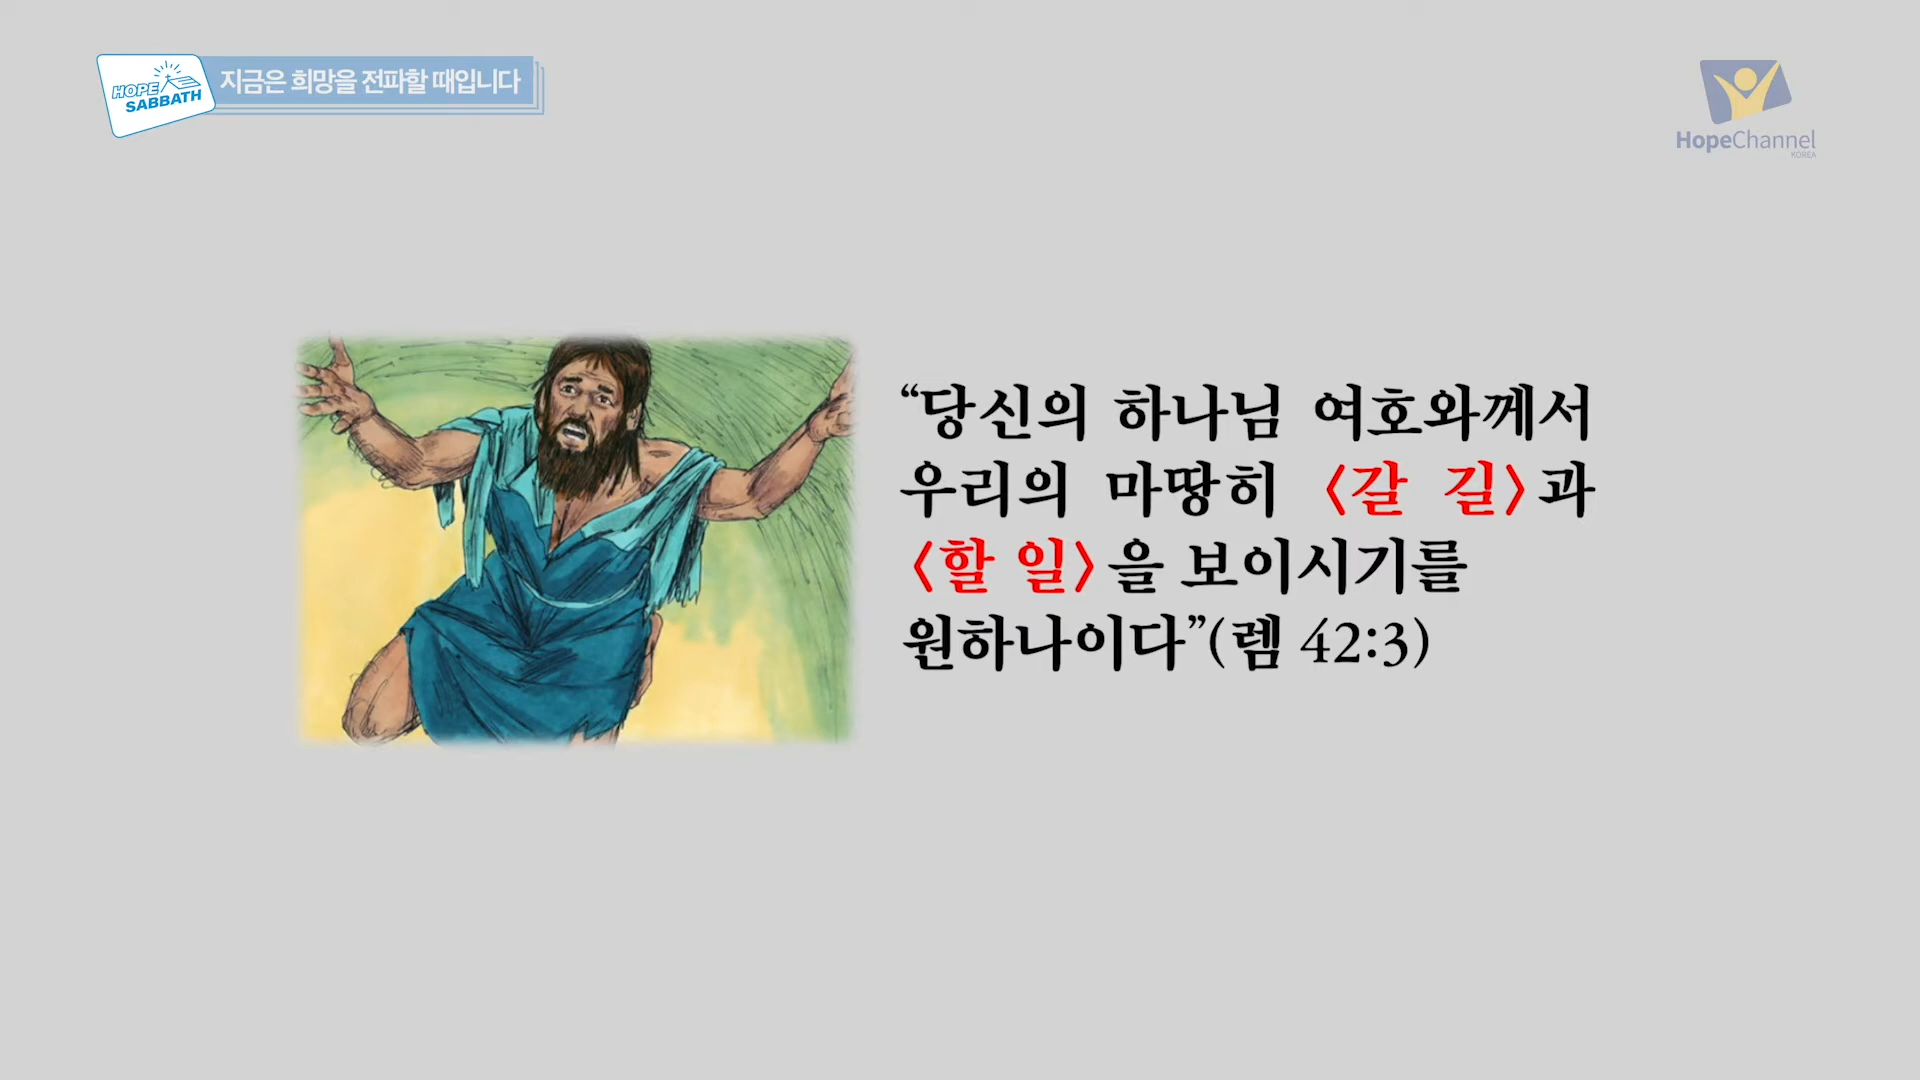 HOPE
SABBATH
지금은 희망을 전파할 때입니다
HopeChannel
KOREA
“당신의 하나님 여호와께서
우리의 마땅히 <갈 길>과
<할 일>을 보이시기를
원하나이다”(렘 42:3)